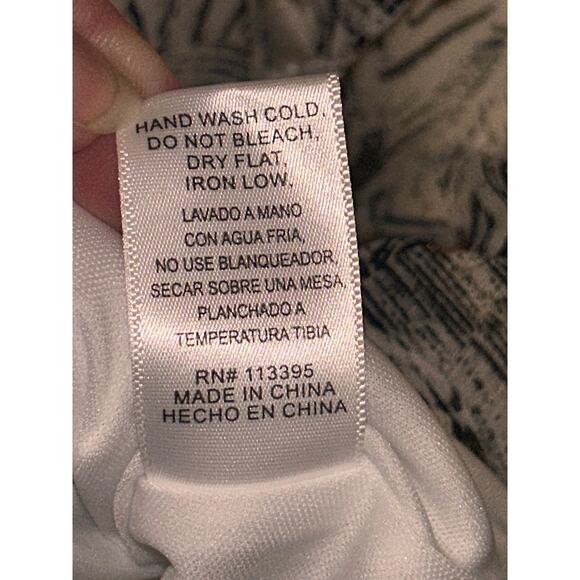 HAND WASH COLD,
DO NOT BLEACH,
DRY FLAT,
IRON LOW,
LAVADO A MANO
CON AGUA FRIA,
NO USE BLANQUEADOR,
SECAR SOBRE UNA MESA,
PLANCHADO A
TEMPERATURA TIBIA
RN# 113395
MADE IN CHINA
HECHO EN CHINA